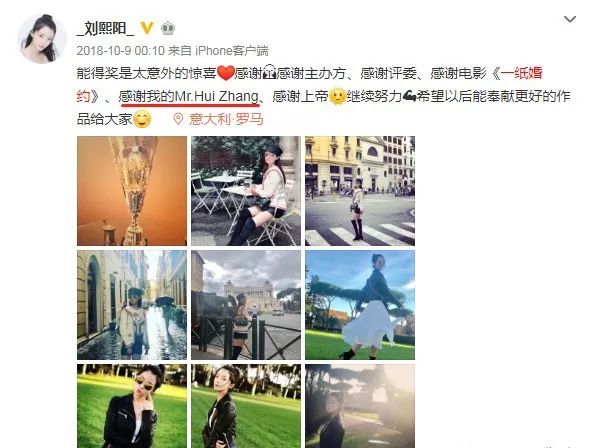 _刘熙阳_
2018-10-9 00:10 来自 iPhone客户端
能得奖是太意外的惊喜❤️感谢🎧感谢主办方、感谢评委、感谢电影《一纸婚
约》、感谢我的Mr.Hui Zhang、感谢上帝🙂继续努力💪希望以后能奉献更好的作
品给大家😊 意大利·罗马